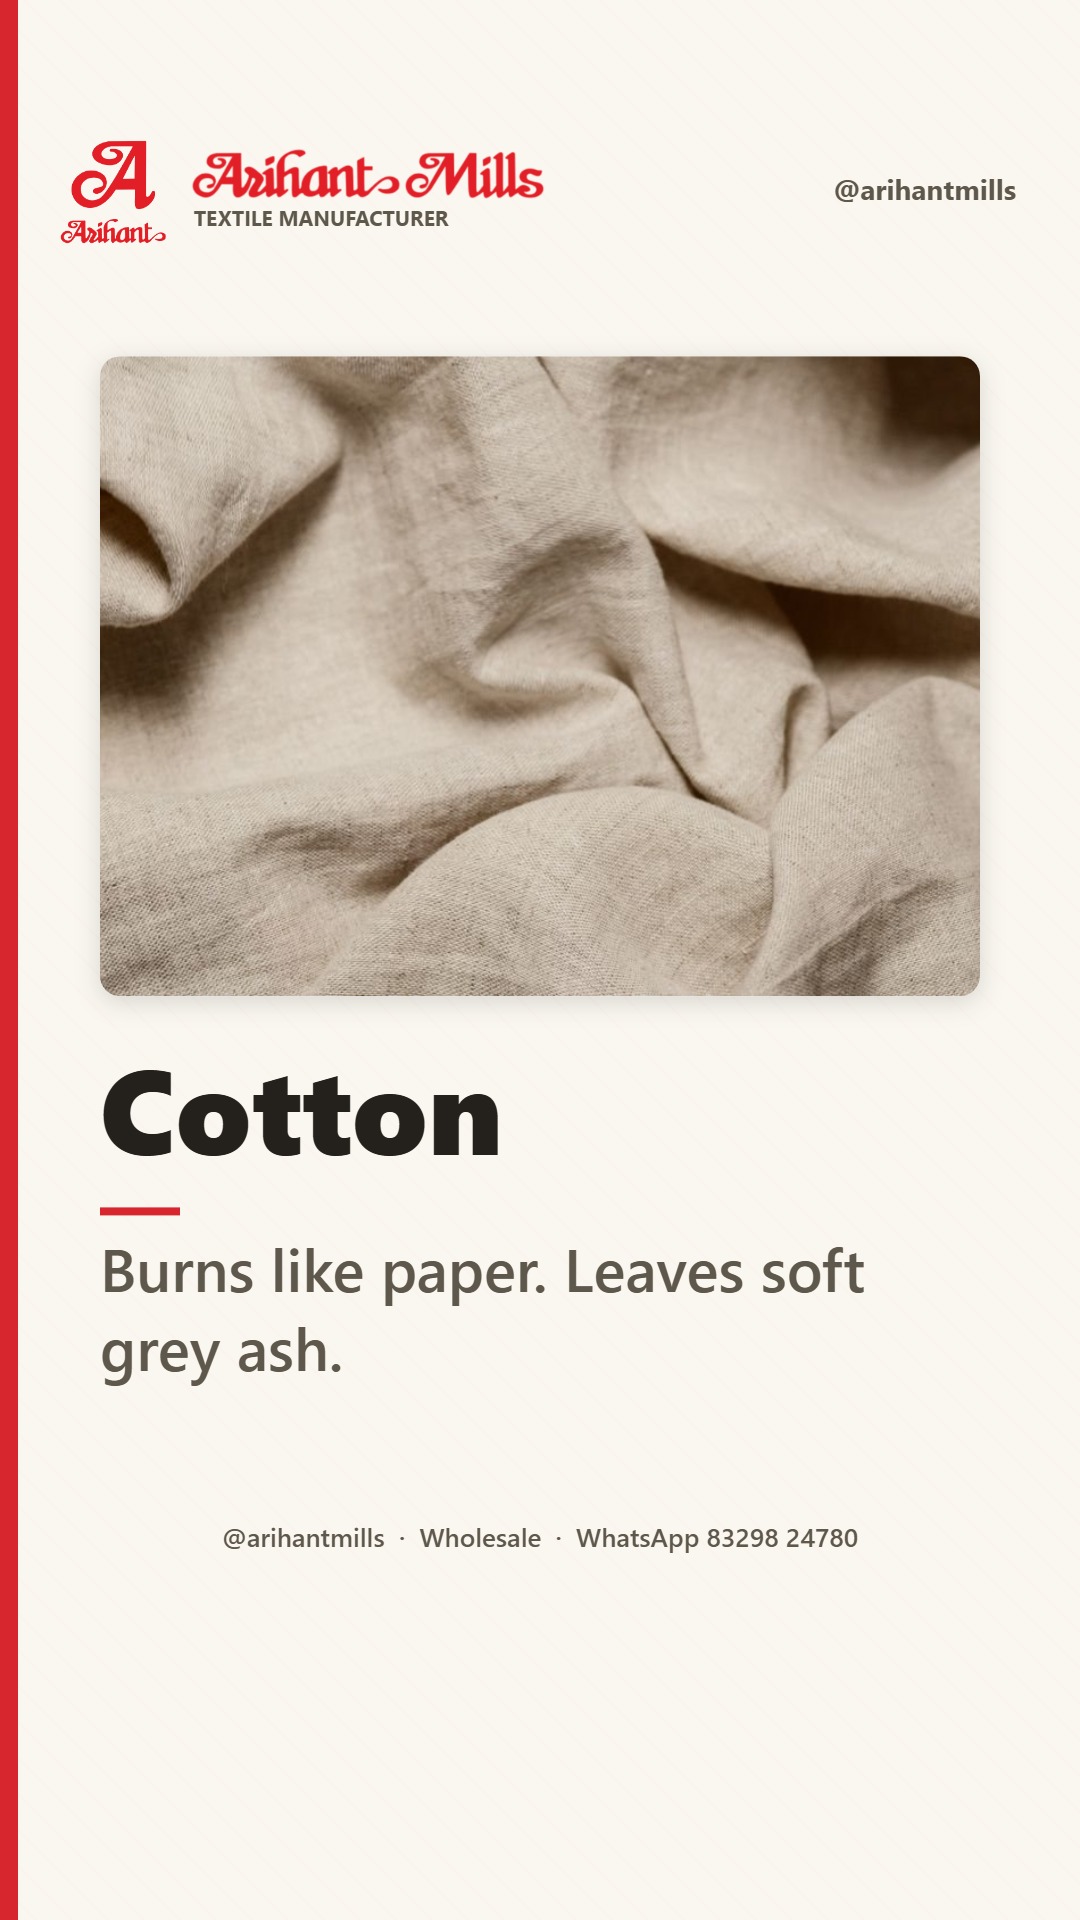 A
Arihant
Arihant Mills
TEXTILE MANUFACTURER
@arihantmills
Cotton
Burns like paper. Leaves soft
grey ash.
@arihantmills · Wholesale · WhatsApp 83298 24780